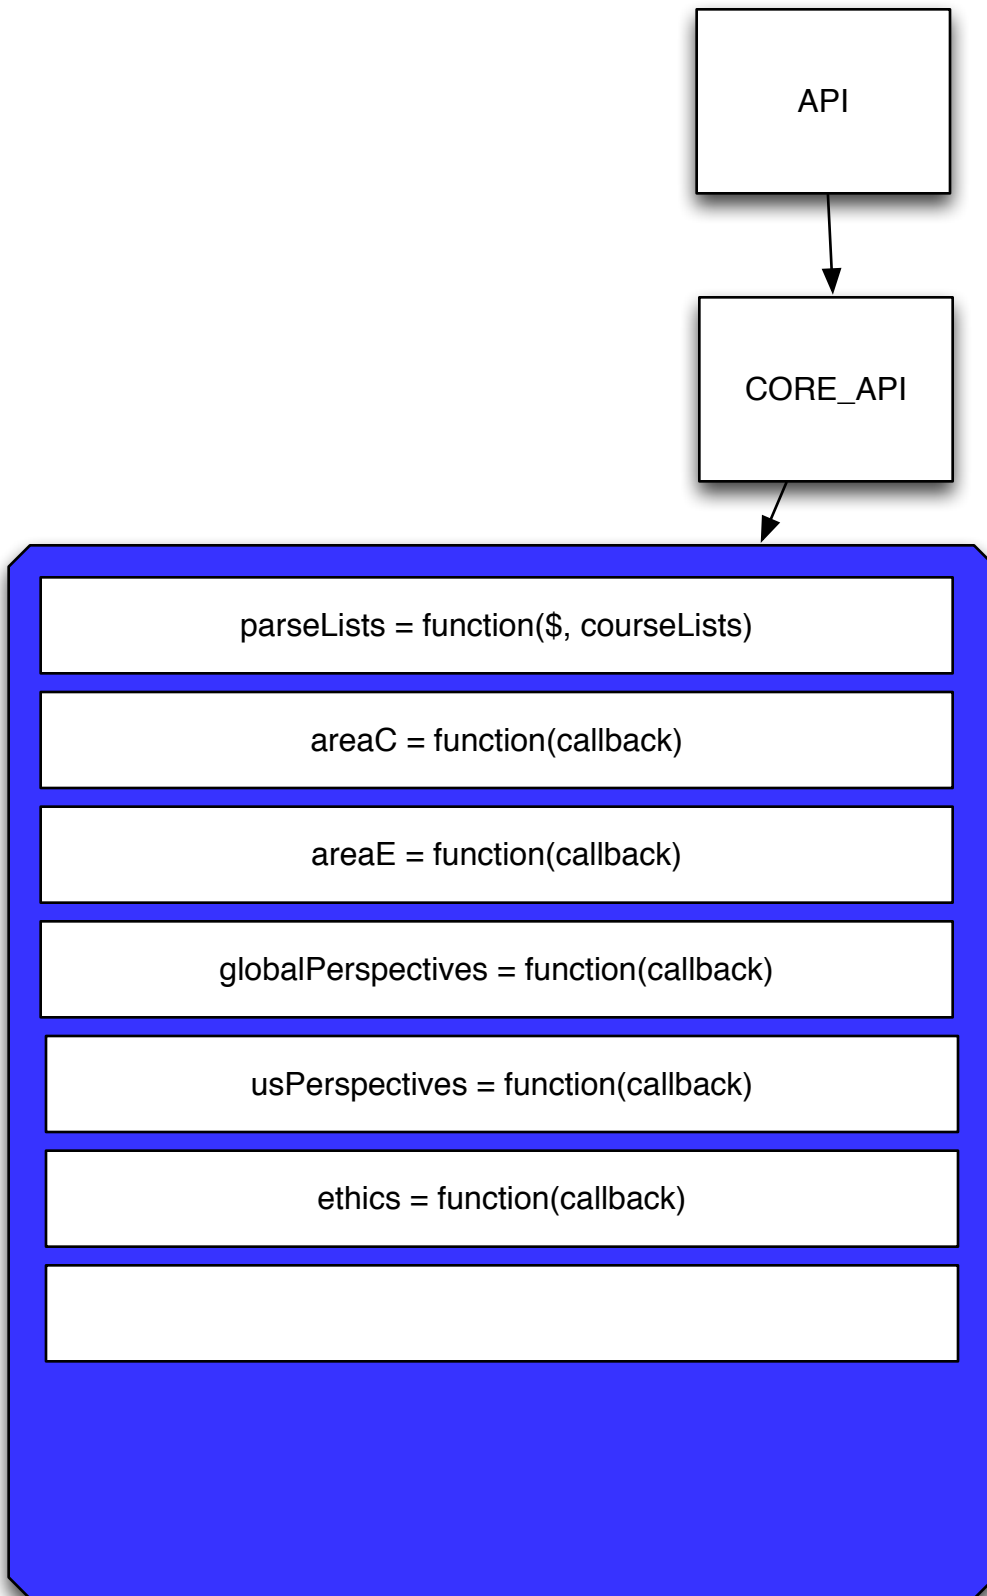 API
CORE_API
parseLists = function($, courseLists)
areaC = function(callback)
areaE = function(callback)
globalPerspectives = function(callback)
usPerspectives = function(callback)
ethics = function(callback)